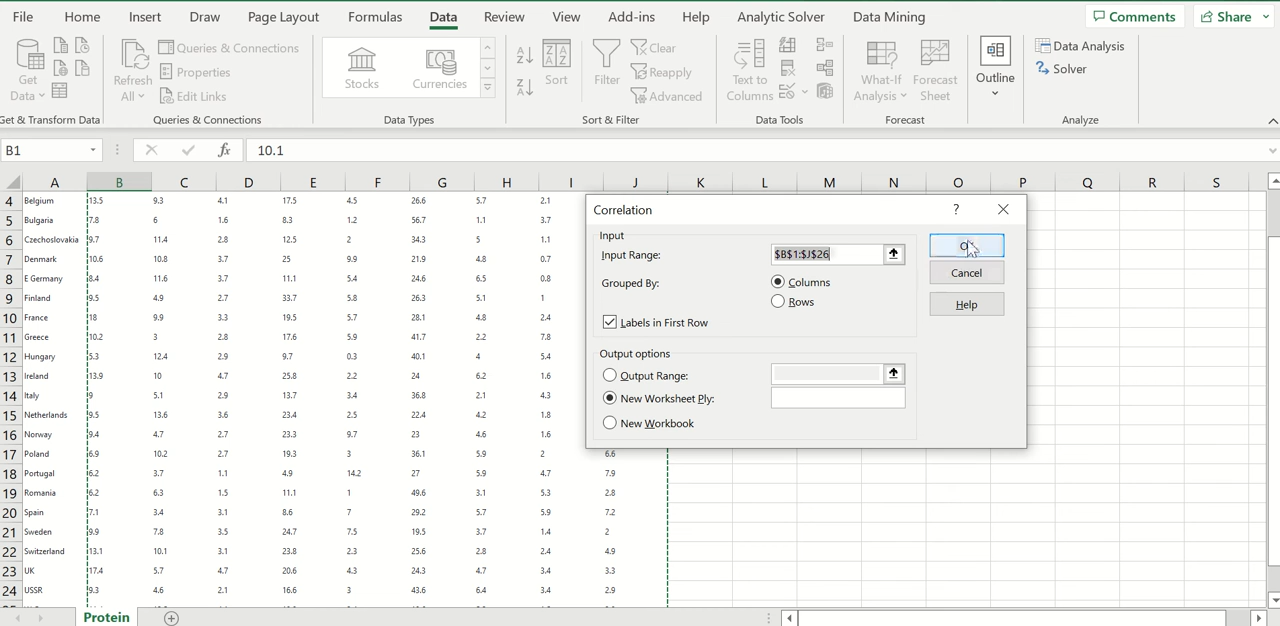 File Home Insert Draw Page Layout Formulas Data Review View Add-ins Help Analytic Solver Data Mining Comments Share
Get Data
Refresh All
Queries & Connections
Properties
Edit Links
Stocks
Currencies
Sort
Filter
Clear
Reapply
Advanced
Text to Columns
What-If Analysis
Forecast Sheet
Outline
Data Analysis
Solver
Get & Transform Data Queries & Connections Data Types Sort & Filter Data Tools Forecast Analyze
B1 fx 10.1
A B C D E F G H I J K L M N O P Q R S
4 Belgium 13.5 9.3 4.1 17.5 4.5 26.6 5.7 2.1
5 Bulgaria 7.8 6 1.6 8.3 1.2 56.7 1.1 3.7
6 Czechoslovakia 9.7 11.4 2.8 12.5 2 34.3 5 1.1
7 Denmark 10.6 10.8 3.7 25 9.9 21.9 4.8 0.7
8 E Germany 8.4 11.6 3.7 11.1 5.4 24.6 6.5 0.8
9 Finland 9.5 4.9 2.7 33.7 5.8 26.3 5.1 1
10 France 18 9.9 3.3 19.5 5.7 28.1 4.8 2.4
11 Greece 10.2 3 2.8 17.6 5.9 41.7 2.2 7.8
12 Hungary 5.3 12.4 2.9 9.7 0.3 40.1 4 5.4
13 Ireland 13.9 10 4.7 25.8 2.2 24 6.2 1.6
14 Italy 9 5.1 2.9 13.7 3.4 36.8 2.1 4.3
15 Netherlands 9.5 13.6 3.6 23.4 2.5 22.4 4.2 1.8
16 Norway 9.4 4.7 2.7 23.3 9.7 23 4.6 1.6
17 Poland 6.9 10.2 2.7 19.3 3 36.1 5.9 2 6.6
18 Portugal 6.2 3.7 1.1 4.9 14.2 27 5.9 4.7 7.9
19 Romania 6.2 6.3 1.5 11.1 1 49.6 3.1 5.3 2.8
20 Spain 7.1 3.4 3.1 8.6 7 29.2 5.7 5.9 7.2
21 Sweden 9.9 7.8 3.5 24.7 7.5 19.5 3.7 1.4 2
22 Switzerland 13.1 10.1 3.1 23.8 2.3 25.6 2.8 2.4 4.9
23 UK 17.4 5.7 4.7 20.6 4.3 24.3 4.7 3.4 3.3
24 USSR 9.3 4.6 2.1 16.6 3 43.6 6.4 3.4 2.9
Correlation ?
Input
Input Range: $B$1:$J$26
Grouped By: Columns
Rows
Labels in First Row
Output options
Output Range:
New Worksheet Ply:
New Workbook
OK
Cancel
Help
Protein